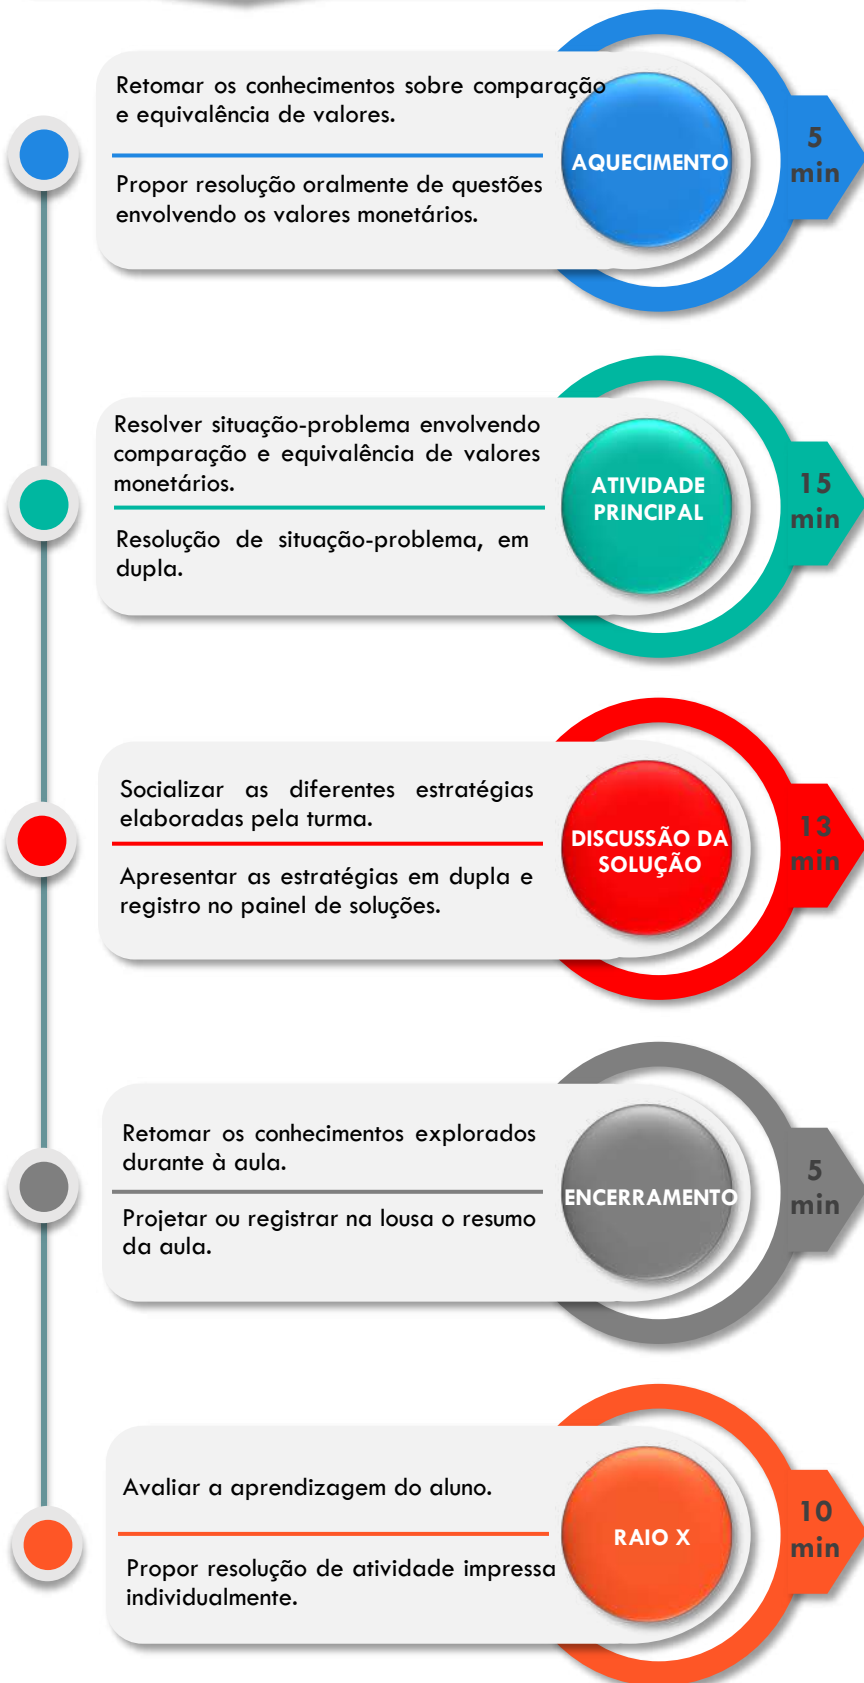 Retomar os conhecimentos sobre comparação
e equivalência de valores.
Propor resolução oralmente de questões
envolvendo os valores monetários.
AQUECIMENTO
5
min
Resolver situação-problema envolvendo
comparação e equivalência de valores
monetários.
Resolução de situação-problema, em
dupla.
ATIVIDADE
PRINCIPAL
15
min
Socializar as diferentes estratégias
elaboradas pela turma.
Apresentar as estratégias em dupla e
registro no painel de soluções.
DISCUSSÃO DA
SOLUÇÃO
13
min
Retomar os conhecimentos explorados
durante à aula.
Projetar ou registrar na lousa o resumo
da aula.
ENCERRAMENTO
5
min
Avaliar a aprendizagem do aluno.
Propor resolução de atividade impressa
individualmente.
RAIO X
10
min